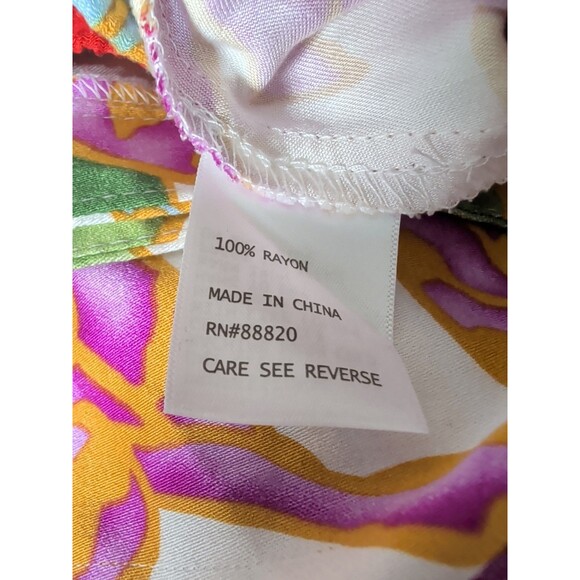 100% RAYON
MADE IN CHINA
RN#88820
CARE SEE REVERSE